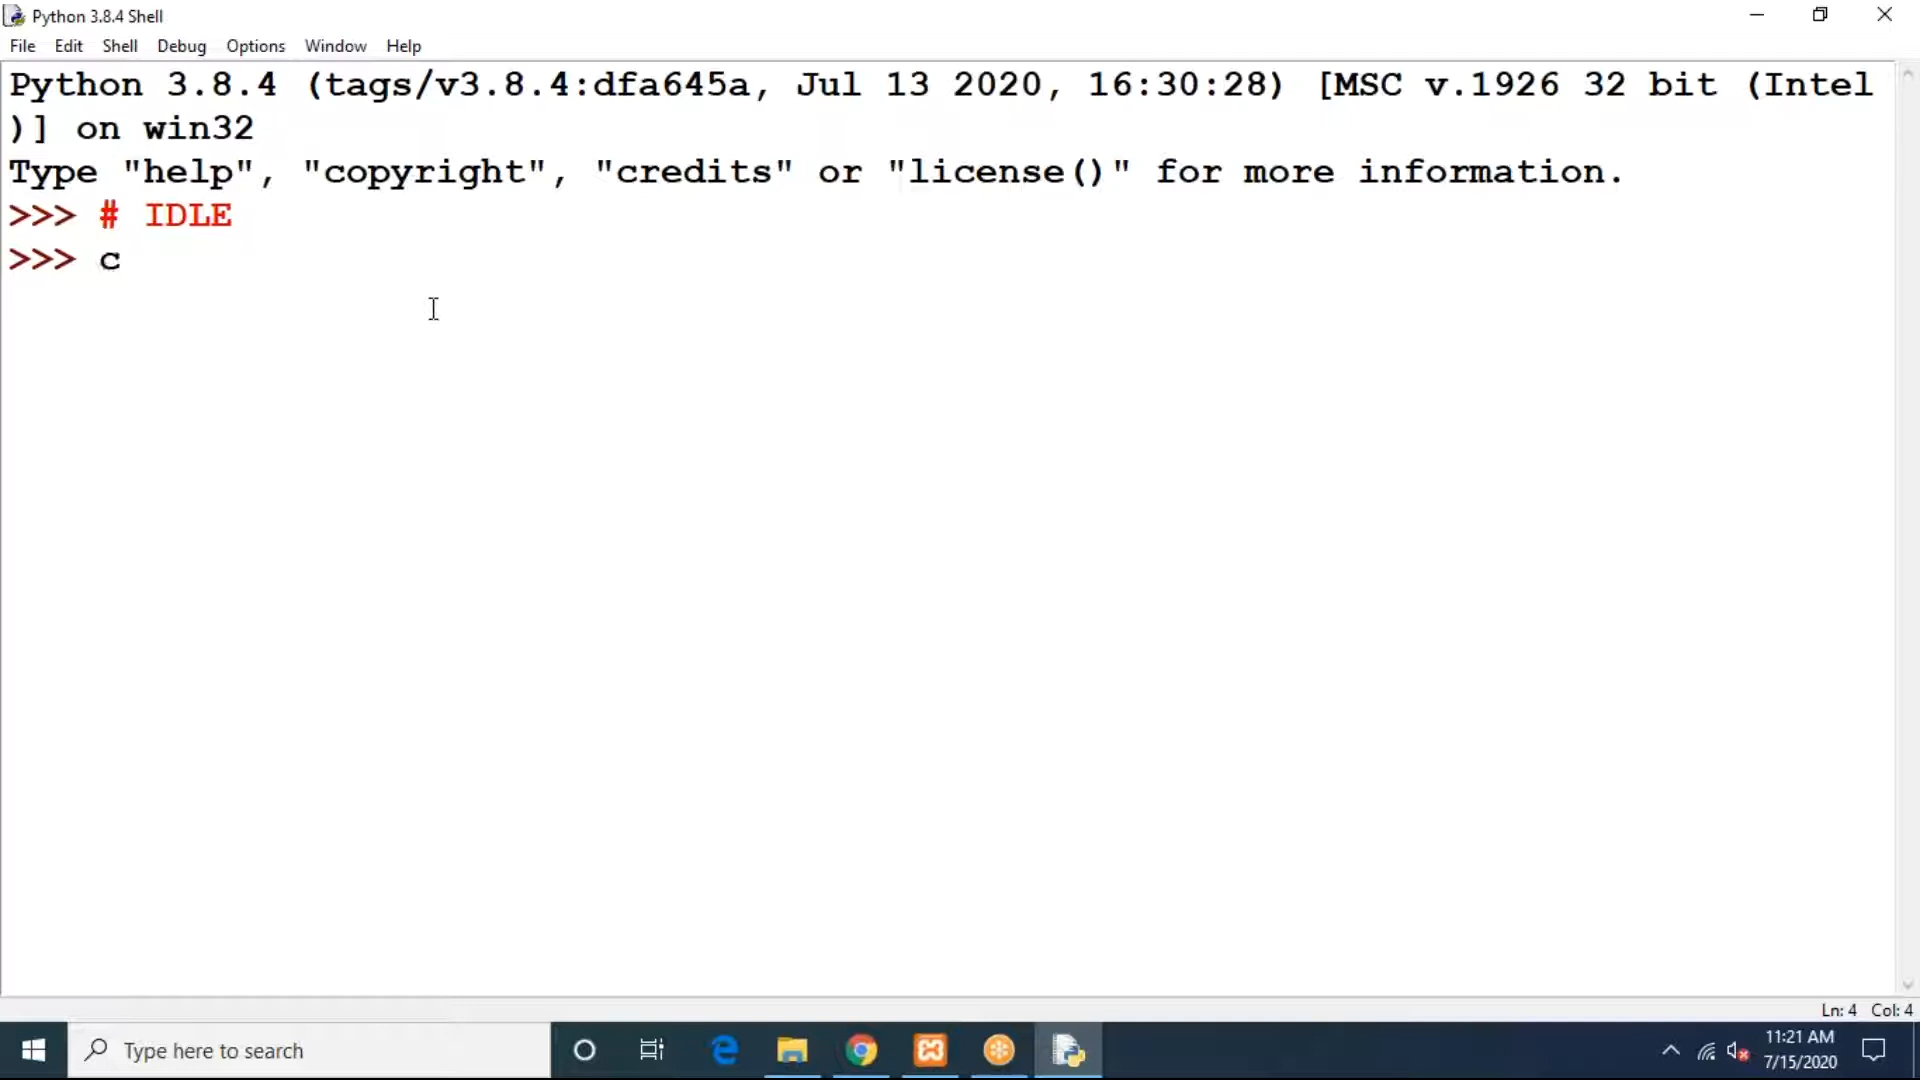 Python 3.8.4 Shell
File Edit Shell Debug Options Window Help
Python 3.8.4 (tags/v3.8.4:dfa645a, Jul 13 2020, 16:30:28) [MSC v.1926 32 bit (Intel
)] on win32
Type "help", "copyright", "credits" or "license()" for more information.
>>> # IDLE
>>> c
Ln: 4 Col: 4
Type here to search
11:21 AM
7/15/2020